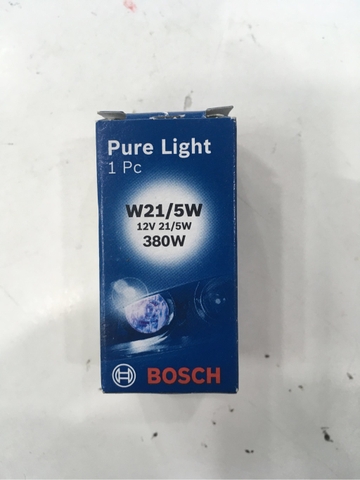 Pure Light
1 Pc
W21/5W
12V 21/5W
380W
BOSCH